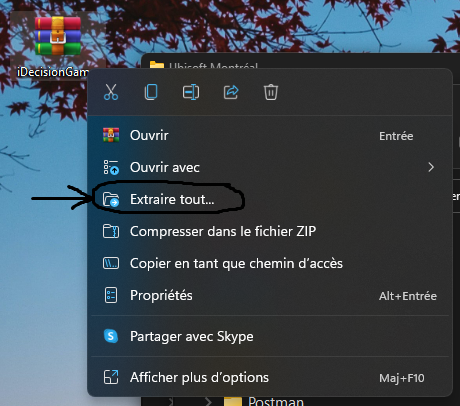 iDecisionGam
Ubisoft Montréal
Ouvrir Entrée
Ouvrir avec
Extraire tout...
Compresser dans le fichier ZIP
Copier en tant que chemin d'accès
Propriétés Alt+Entrée
Partager avec Skype
Afficher plus d'options Maj+F10
Postman